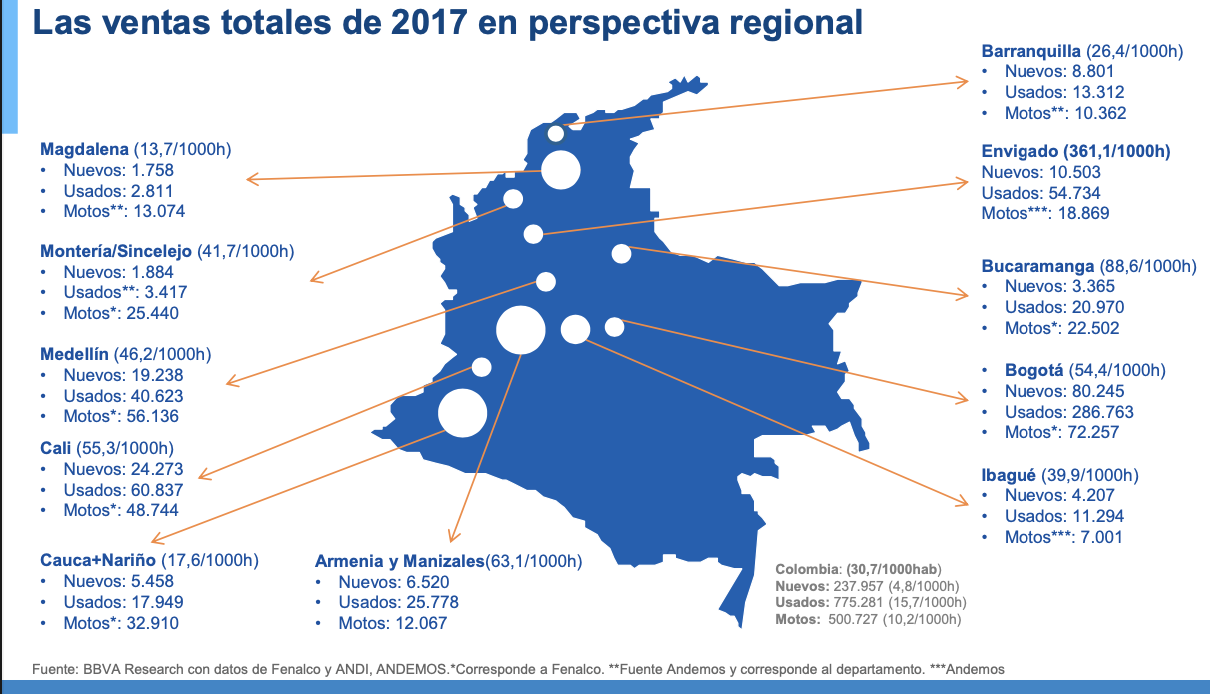 Las ventas totales de 2017 en perspectiva regional
Magdalena (13,7/1000h)
• Nuevos: 1.758
• Usados: 2.811
• Motos**: 13.074
Montería/Sincelejo (41,7/1000h)
• Nuevos: 1.884
• Usados**: 3.417
• Motos*: 25.440
Medellín (46,2/1000h)
• Nuevos: 19.238
• Usados: 40.623
• Motos*: 56.136
Cali (55,3/1000h)
• Nuevos: 24.273
• Usados: 60.837
• Motos*: 48.744
Cauca+Nariño (17,6/1000h)
• Nuevos: 5.458
• Usados: 17.949
• Motos*: 32.910
Armenia y Manizales(63,1/1000h)
• Nuevos: 6.520
• Usados: 25.778
• Motos: 12.067
Barranquilla (26,4/1000h)
• Nuevos: 8.801
• Usados: 13.312
• Motos**: 10.362
Envigado (361,1/1000h)
Nuevos: 10.503
Usados: 54.734
Motos***: 18.869
Bucaramanga (88,6/1000h)
• Nuevos: 3.365
• Usados: 20.970
• Motos*: 22.502
• Bogotá (54,4/1000h)
• Nuevos: 80.245
• Usados: 286.763
• Motos*: 72.257
Ibagué (39,9/1000h)
• Nuevos: 4.207
• Usados: 11.294
• Motos***: 7.001
Colombia: (30,7/1000hab)
Nuevos: 237.957 (4,8/1000h)
Usados: 775.281 (15,7/1000h)
Motos: 500.727 (10,2/1000h)
Fuente: BBVA Research con datos de Fenalco y ANDI, ANDEMOS.*Corresponde a Fenalco. **Fuente Andemos y corresponde al departamento. ***Andemos